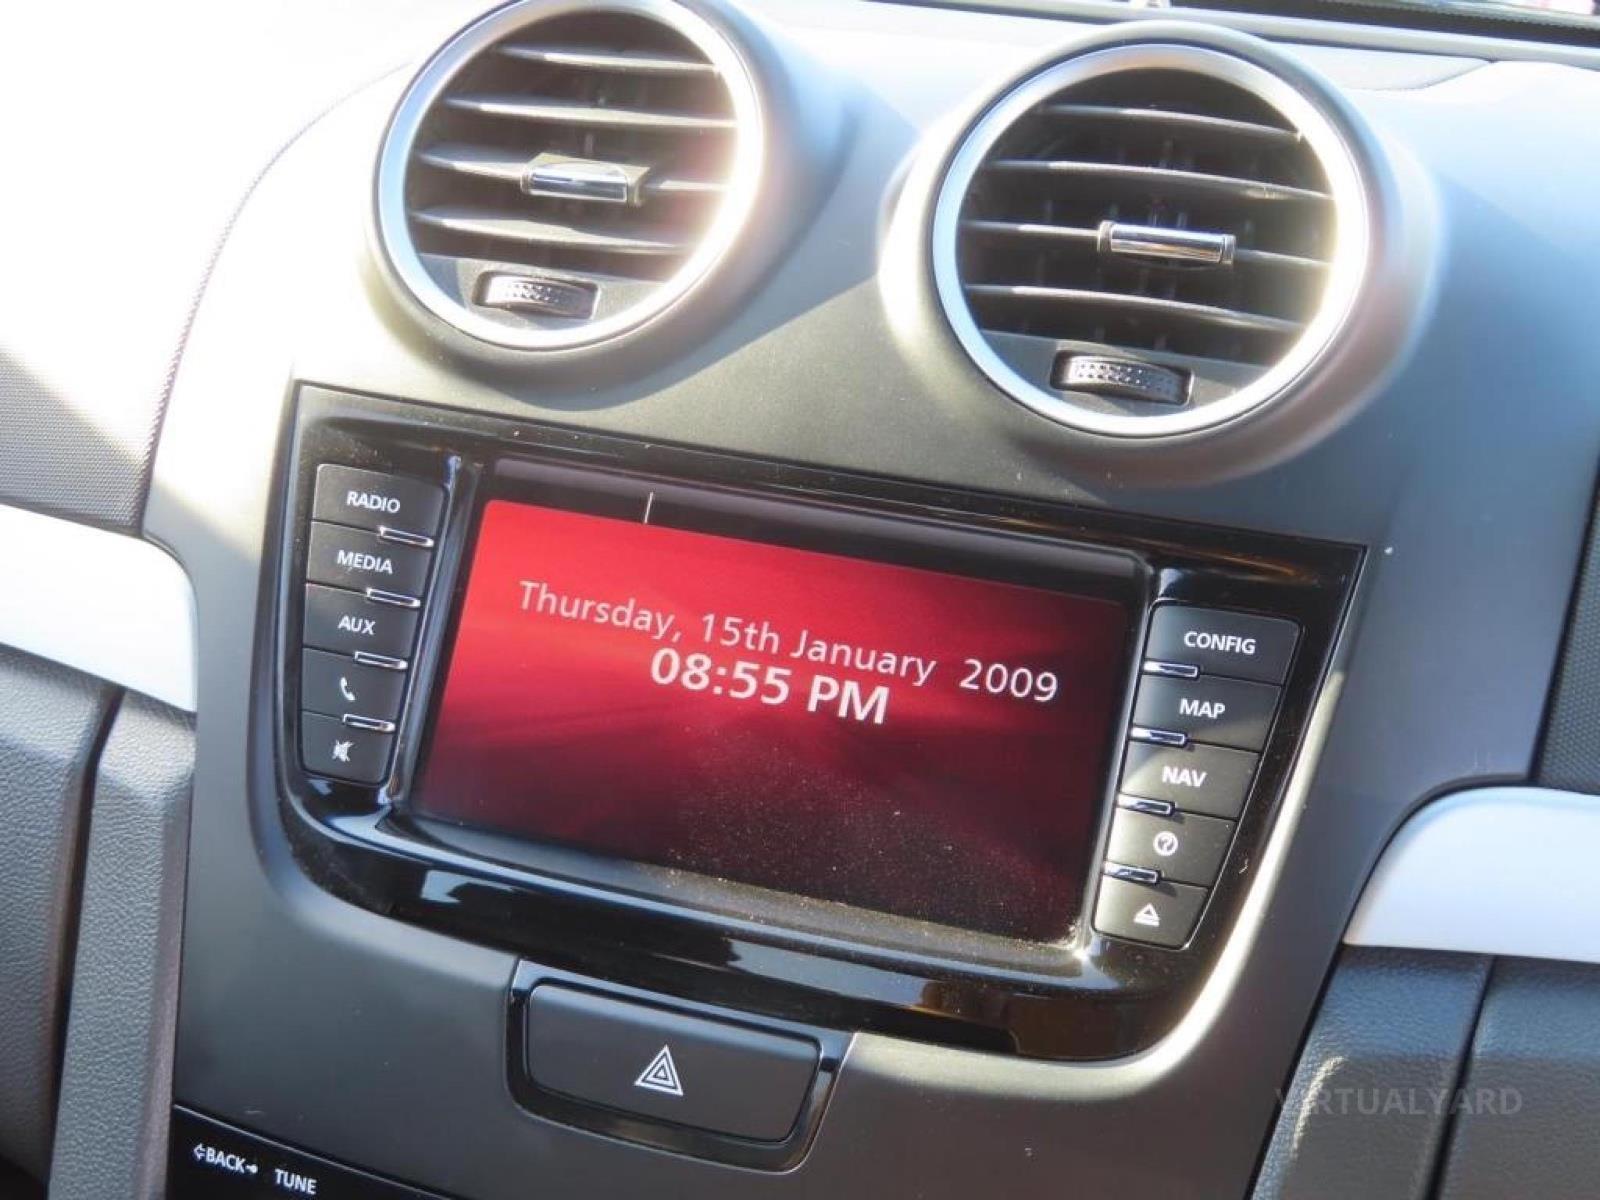 RADIO
MEDIA
AUX
Thursday, 15th January 2009
08:55 PM
CONFIG
MAP
NAV
?
BACK
TUNE
VIRTUALYARD